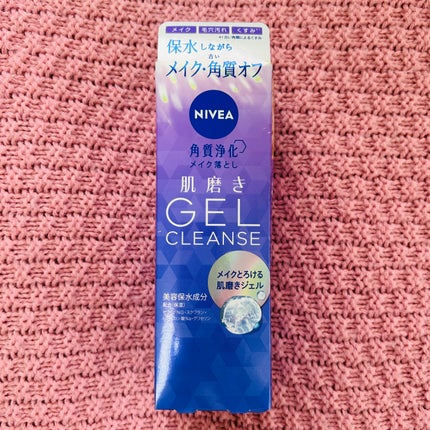 メイク 毛穴汚れ くすみ
保水しながら
古い
メイク・角質オフ
NIVEA
角質浄化
メイク落とし
肌磨き
GEL
CLEANSE
メイクとろける
肌磨きジェル
美容保水成分